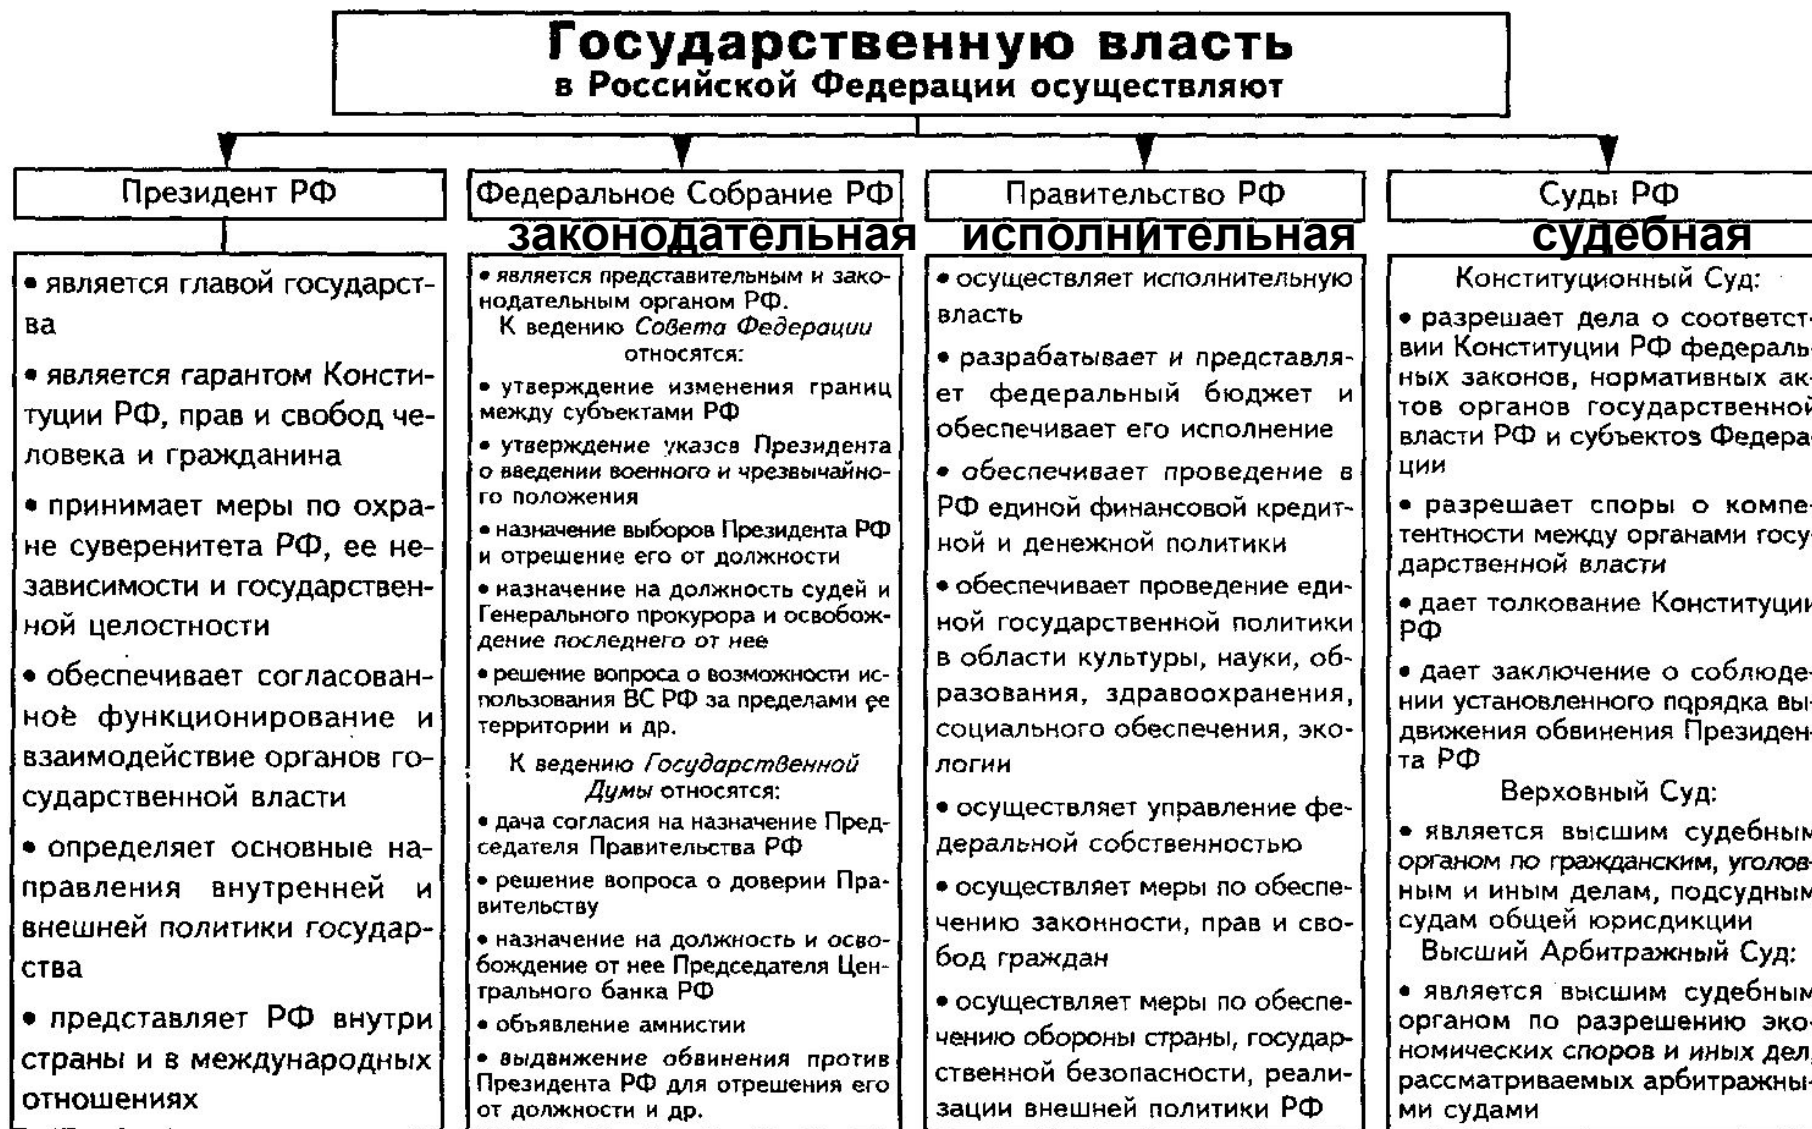 Государственную власть
в Российской Федерации осуществляют
Президент РФ
• является главой государст-
ва
• является гарантом Консти-
туции РФ, прав и свобод че-
ловека и гражданина
• принимает меры по охра-
не суверенитета РФ, ее не-
зависимости и государствен-
ной целостности
• обеспечивает согласован-
ное функционирование и
взаимодействие органов го-
сударственной власти
• определяет основные на-
правления внутренней и
внешней политики государ-
ства
• представляет РФ внутри
страны и в международных
отношениях
Федеральное Собрание РФ
законодательная
• является представительным и зако-
нодательным органом РФ.
К ведению Совета Федерации
относятся:
• утверждение изменения границ
между субъектами РФ
• утверждение указов Президента
о введении военного и чрезвычайно-
го положения
• назначение выборов Президента РФ
и отрешение его от должности
• назначение на должность судей и
Генерального прокурора и освобож-
дение последнего от нее
• решение вопроса о возможности ис-
пользования ВС РФ за пределами ее
территории и др.
К ведению Государственной
Думы относятся:
• дача согласия на назначение Пред-
седателя Правительства РФ
• решение вопроса о доверии Пра-
вительству
• назначение на должность и осво-
бождение от нее Председателя Цен-
трального банка РФ
• объявление амнистии
• выдвижение обвинения против
Президента РФ для отрешения его
от должности и др.
Правительство РФ
исполнительная
• осуществляет исполнительную
власть
• разрабатывает и представля-
ет федеральный бюджет и
обеспечивает его исполнение
• обеспечивает проведение в
РФ единой финансовой кредит-
ной и денежной политики
• обеспечивает проведение еди-
ной государственной политики
в области культуры, науки, об-
разования, здравоохранения,
социального обеспечения, эко-
логии
• осуществляет управление фе-
деральной собственностью
• осуществляет меры по обеспе-
чению законности, прав и сво-
бод граждан
• осуществляет меры по обеспе-
чению обороны страны, государ-
ственной безопасности, реали-
зации внешней политики РФ
Суды РФ
судебная
Конституционный Суд:
• разрешает дела о соответст-
вии Конституции РФ федераль-
ных законов, нормативных ак-
тов органов государственной
власти РФ и субъектов Федера-
ции
• разрешает споры о компе-
тентности между органами госу-
дарственной власти
• дает толкование Конституции
РФ
• дает заключение о соблюде-
нии установленного порядка вы-
движения обвинения Президен-
та РФ
Верховный Суд:
• является высшим судебным
органом по гражданским, уголов-
ным и иным делам, подсудным
судам общей юрисдикции
Высший Арбитражный Суд:
• является высшим судебным
органом по разрешению эко-
номических споров и иных дел,
рассматриваемых арбитражны-
ми судами